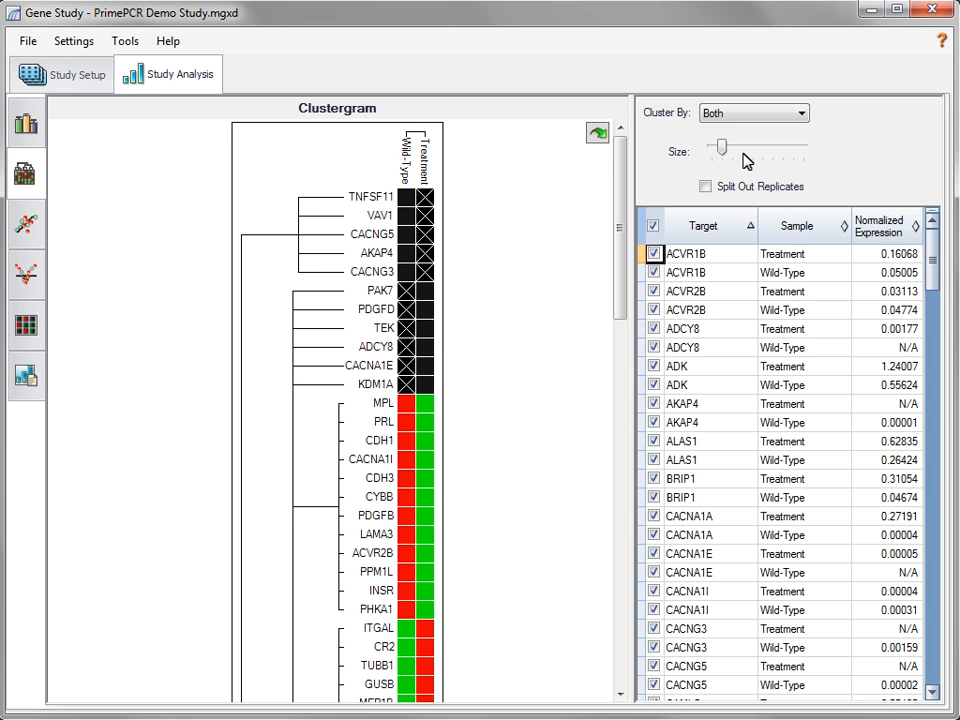 Gene Study - PrimePCR Demo Study.mgxd
File Settings Tools Help
?
Study Setup Study Analysis
Clustergram
Wild-Type
Treatment
TNFSF11
VAV1
CACNG5
AKAP4
CACNG3
PAK7
PDGFD
TEK
ADCY8
CACNA1E
KDM1A
MPL
PRL
CDH1
CACNA1I
CDH3
CYBB
PDGFB
LAMA3
ACVR2B
PPM1L
INSR
PHKA1
ITGAL
CR2
TUBB1
GUSB
Cluster By: Both
Size:
Split Out Replicates
Target Sample Normalized Expression
ACVR1B Treatment 0.16068
ACVR1B Wild-Type 0.05005
ACVR2B Treatment 0.03113
ACVR2B Wild-Type 0.04774
ADCY8 Treatment 0.00177
ADCY8 Wild-Type N/A
ADK Treatment 1.24007
ADK Wild-Type 0.55624
AKAP4 Treatment N/A
AKAP4 Wild-Type 0.00001
ALAS1 Treatment 0.62835
ALAS1 Wild-Type 0.26424
BRIP1 Treatment 0.31054
BRIP1 Wild-Type 0.04674
CACNA1A Treatment 0.27191
CACNA1A Wild-Type 0.00004
CACNA1E Treatment 0.00005
CACNA1E Wild-Type N/A
CACNA1I Treatment 0.00004
CACNA1I Wild-Type 0.00031
CACNG3 Treatment N/A
CACNG3 Wild-Type 0.00159
CACNG5 Treatment N/A
CACNG5 Wild-Type 0.00002